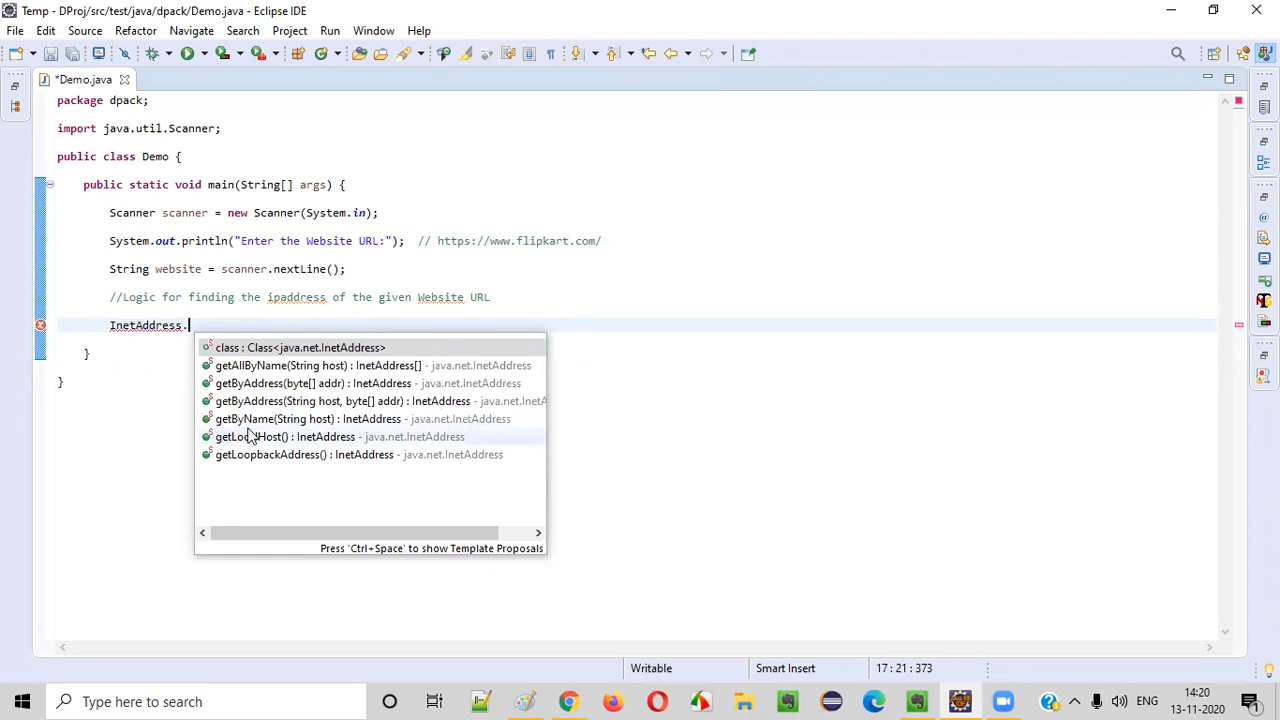 Temp - DProj/src/test/java/dpack/Demo.java - Eclipse IDE
File Edit Source Refactor Navigate Search Project Run Window Help
*Demo.java
package dpack;
import java.util.Scanner;
public class Demo {
public static void main(String[] args) {
Scanner scanner = new Scanner(System.in);
System.out.println("Enter the Website URL:"); // https://www.flipkart.com/
String website = scanner.nextLine();
//Logic for finding the ipaddress of the given Website URL
InetAddress.
class : Class<java.net.InetAddress>
getAllByName(String host) : InetAddress[] - java.net.InetAddress
getByAddress(byte[] addr) : InetAddress - java.net.InetAddress
getByAddress(String host, byte[] addr) : InetAddress - java.net.InetA
getByName(String host) : InetAddress - java.net.InetAddress
getLocalHost() : InetAddress - java.net.InetAddress
getLoopbackAddress() : InetAddress - java.net.InetAddress
Press 'Ctrl+Space' to show Template Proposals
}
}
Writable Smart Insert 17 : 21 : 373
Type here to search
ENG
14:20
13-11-2020